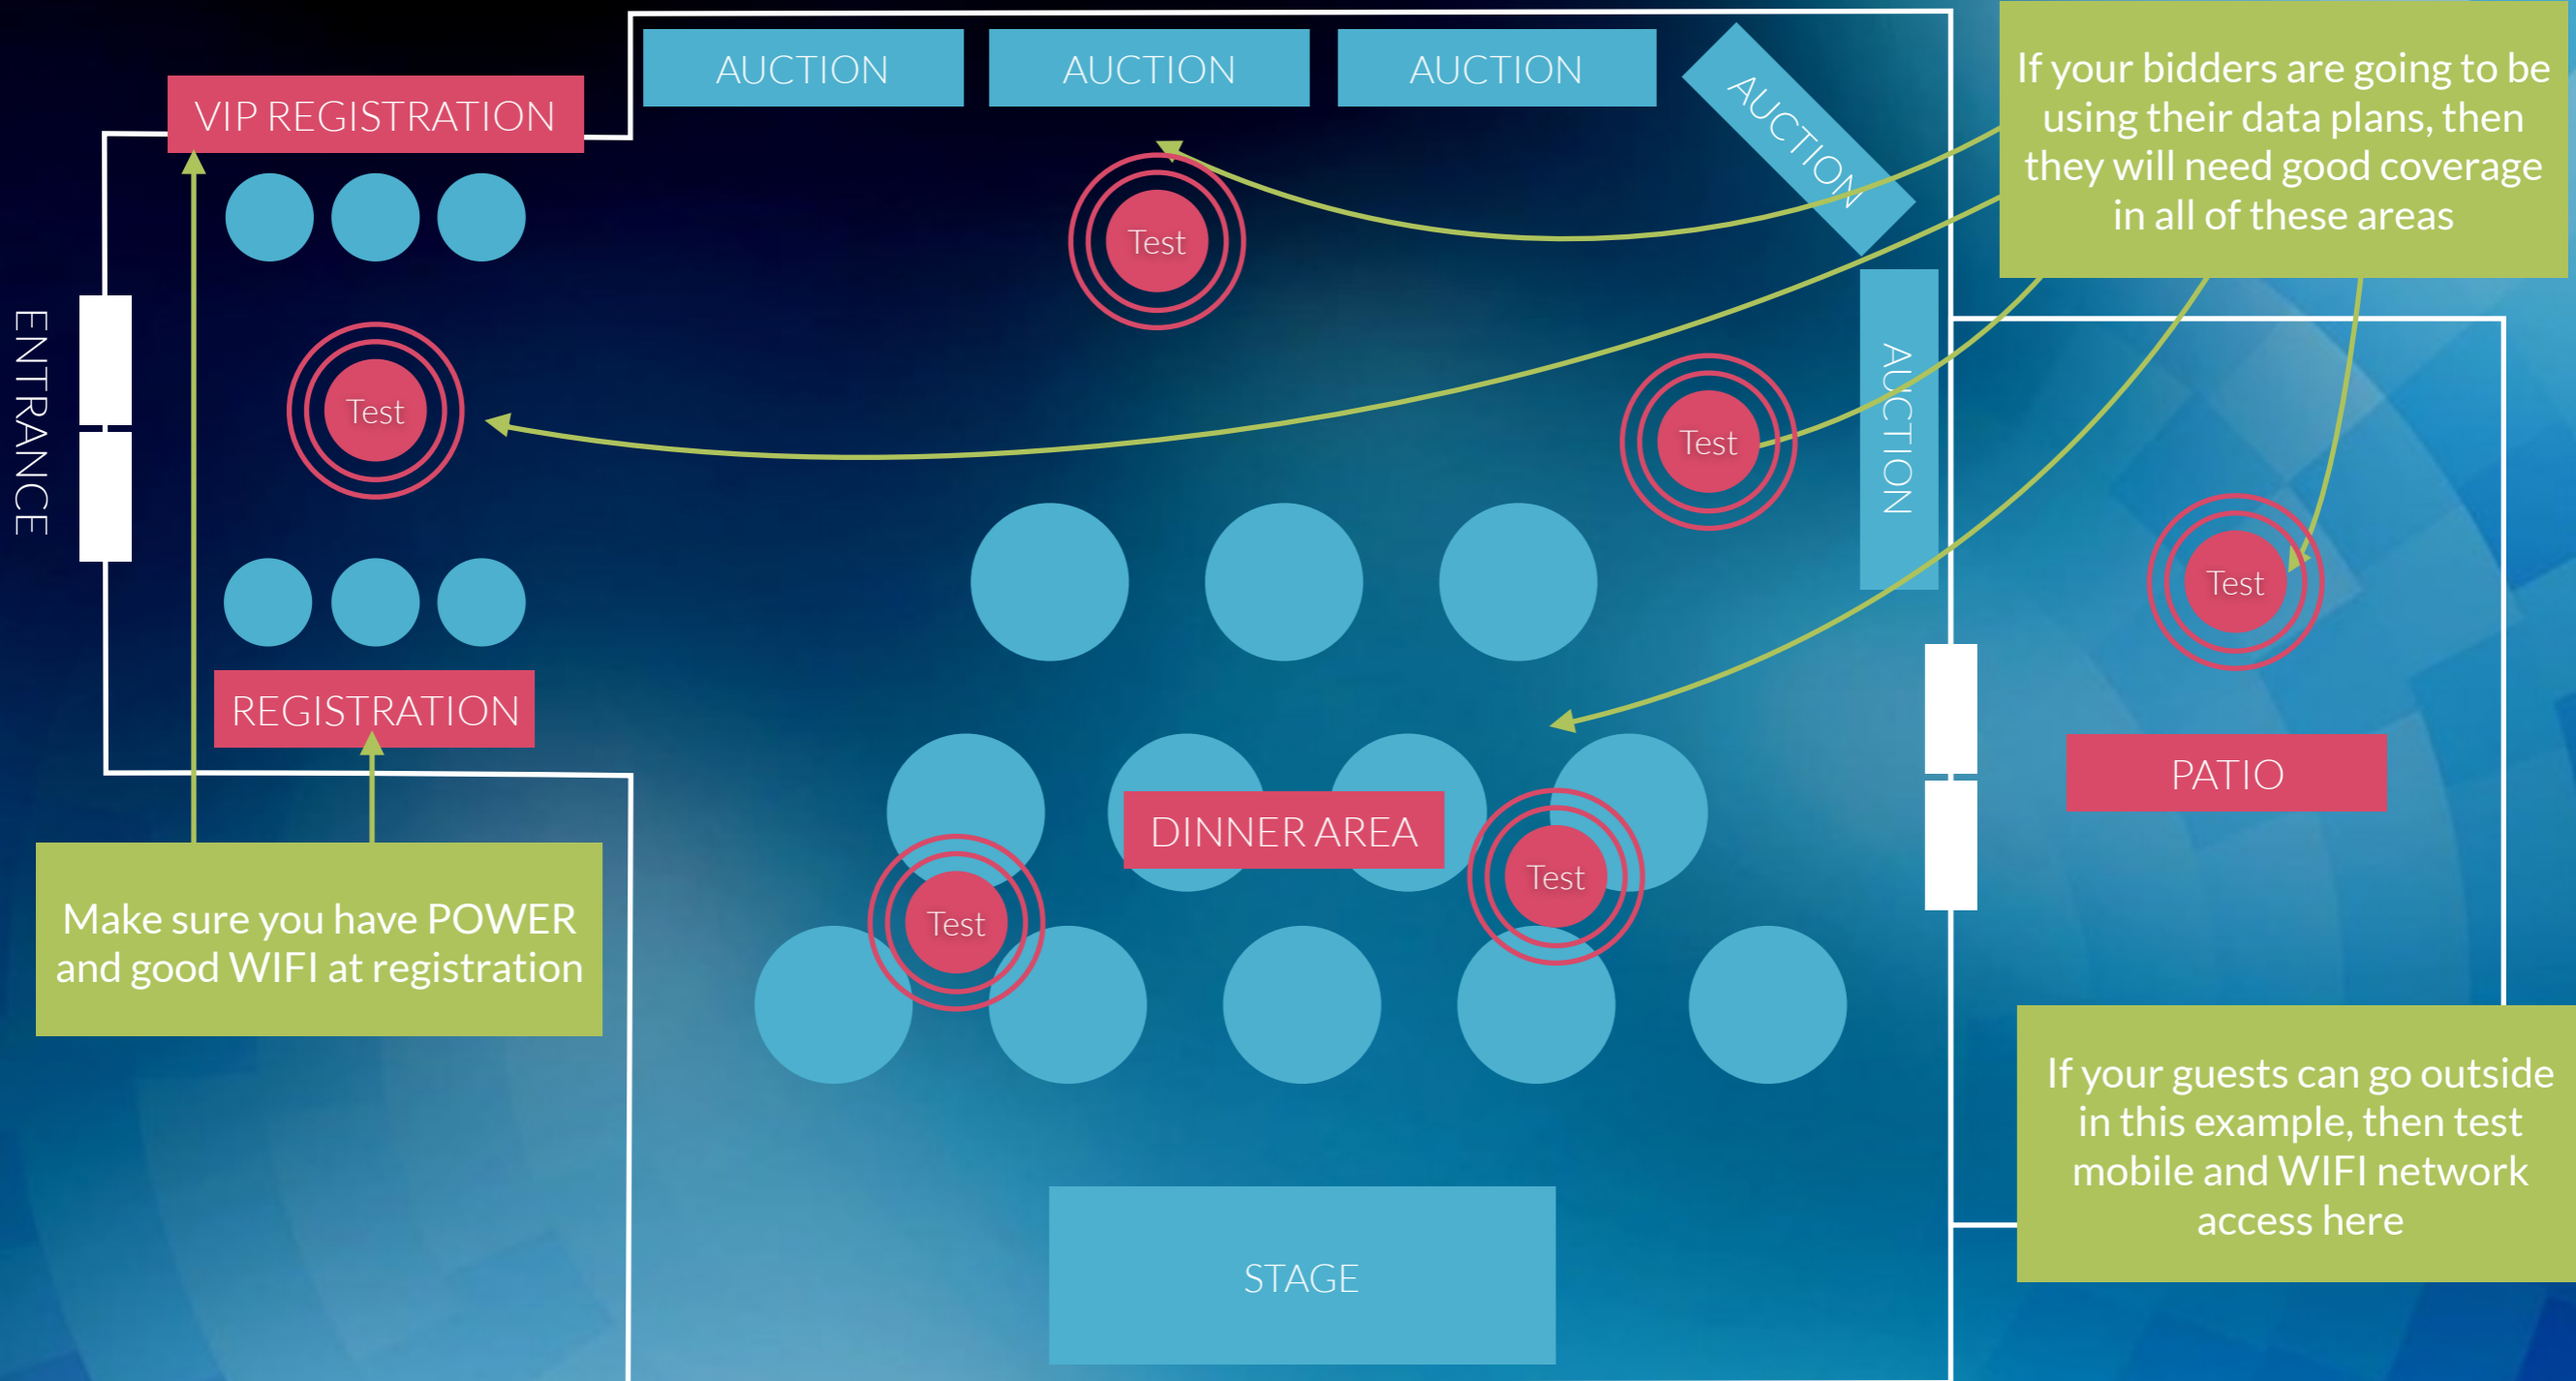 AUCTION
AUCTION
AUCTION
AUCTION
If your bidders are going to be
using their data plans, then
they will need good coverage
in all of these areas
VIP REGISTRATION
Test
ENTRANCE
Test
Test
AUCTION
Test
REGISTRATION
PATIO
DINNER AREA
Test
Test
Make sure you have POWER
and good WIFI at registration
If your guests can go outside
in this example, then test
mobile and WIFI network
access here
STAGE